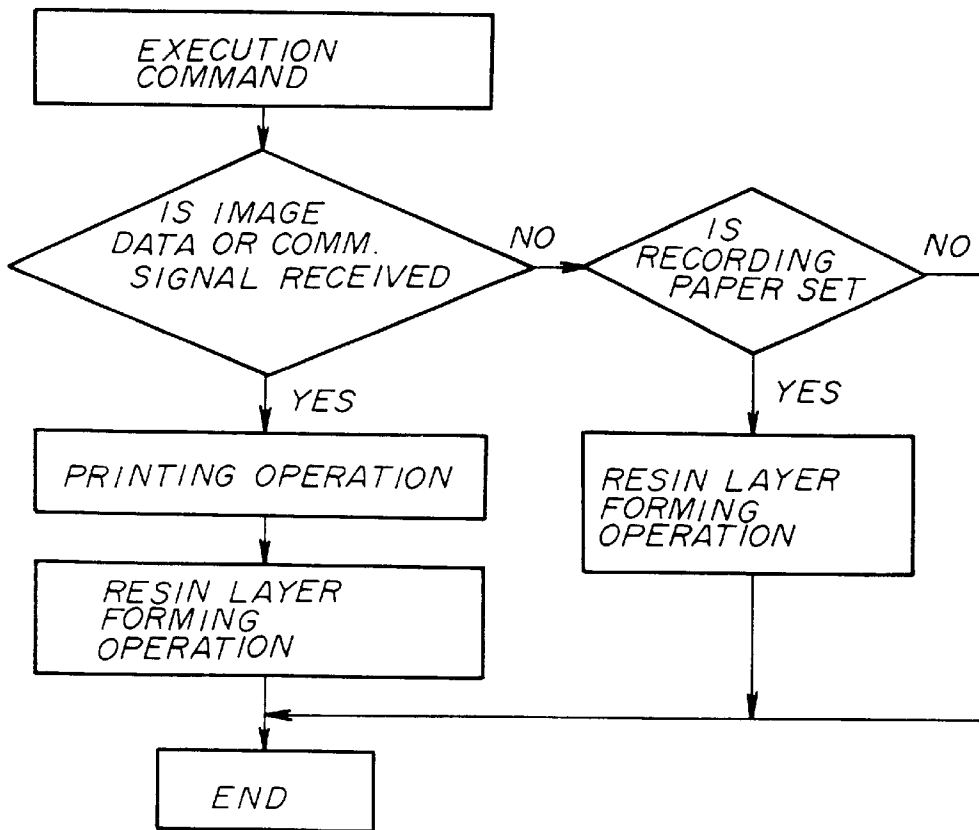 EXECUTION
COMMAND
IS IMAGE
DATA OR COMM.
SIGNAL RECEIVED
NO
IS
RECORDING
PAPER SET
NO
YES
YES
PRINTING OPERATION
RESIN LAYER
FORMING
OPERATION
RESIN LAYER
FORMING
OPERATION
END